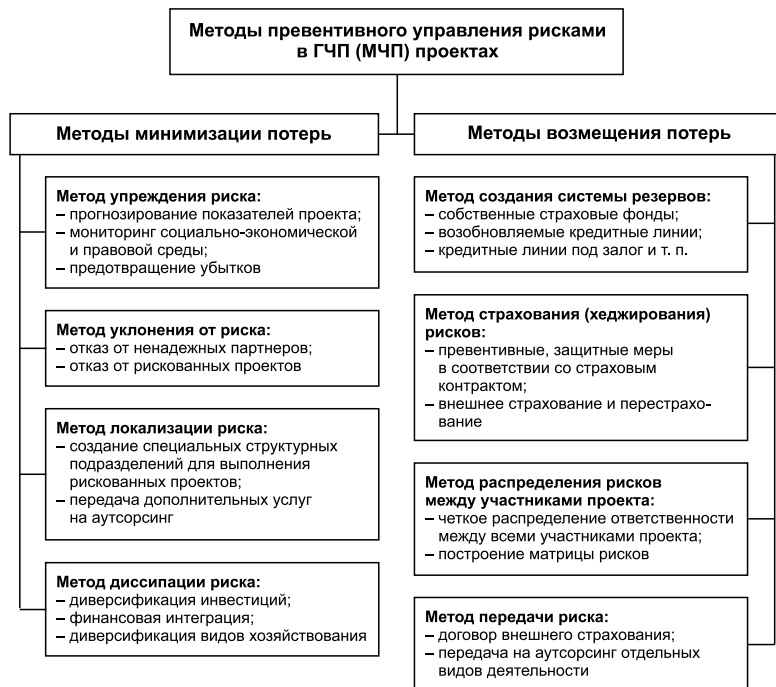 Методы превентивного управления рисками
в ГЧП (МЧП) проектах
Методы минимизации потерь
Метод упреждения риска:
– прогнозирование показателей проекта;
– мониторинг социально-экономической
и правовой среды;
– предотвращение убытков
Метод уклонения от риска:
– отказ от ненадежных партнеров;
– отказ от рискованных проектов
Метод локализации риска:
– создание специальных структурных
подразделений для выполнения
рискованных проектов;
– передача дополнительных услуг
на аутсорсинг
Метод диссипации риска:
– диверсификация инвестиций;
– финансовая интеграция;
– диверсификация видов хозяйствования
Методы возмещения потерь
Метод создания системы резервов:
– собственные страховые фонды;
– возобновляемые кредитные линии;
– кредитные линии под залог и т. п.
Метод страхования (хеджирования)
рисков:
– превентивные, защитные меры
в соответствии со страховым
контрактом;
– внешнее страхование и перестрахо-
вание
Метод распределения рисков
между участниками проекта:
– четкое распределение ответственности
между всеми участниками проекта;
– построение матрицы рисков
Метод передачи риска:
– договор внешнего страхования;
– передача на аутсорсинг отдельных
видов деятельности